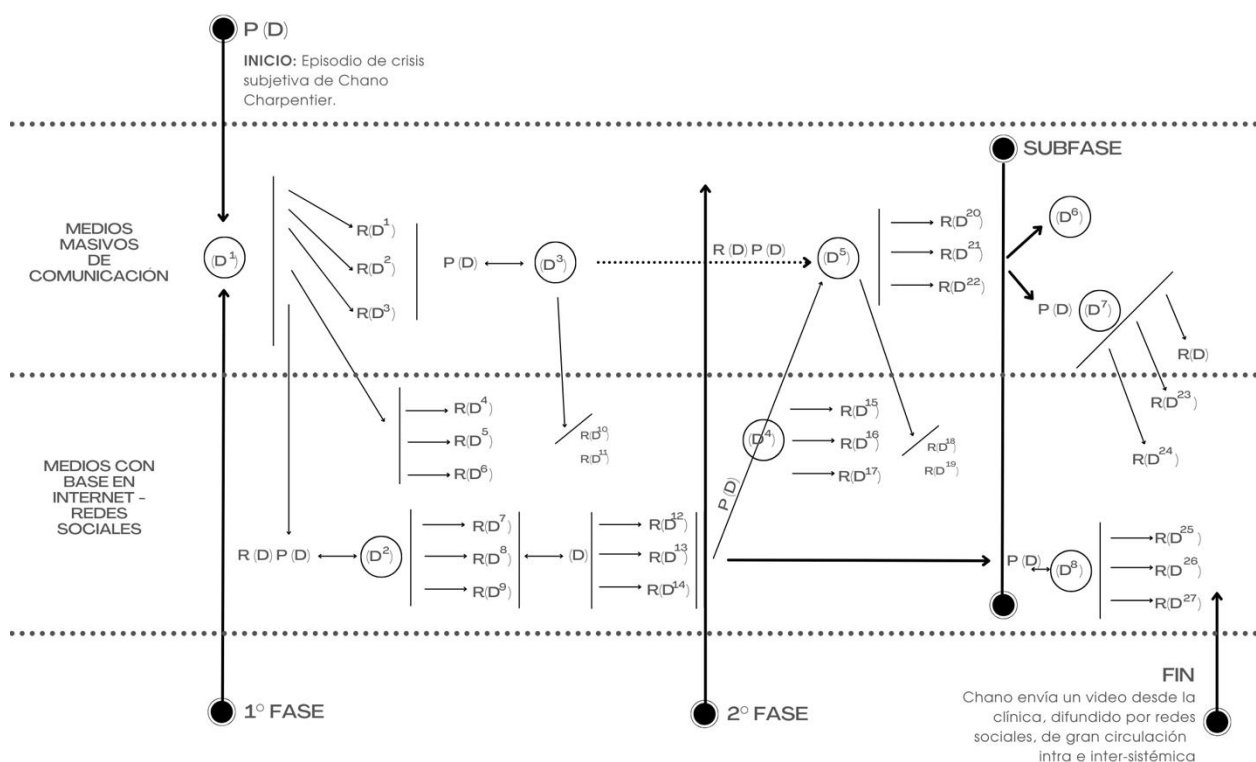 P (D)
INICIO: Episodio de crisis
subjetiva de Chano
Charpentier.
SUBFASE
MEDIOS
MASIVOS
DE
COMUNICACIÓN
(D¹)
R(D¹)
R(D²)
R(D³)
P (D)
(D³)
R (D) P (D)
(D⁵)
R(D²⁰)
R(D²¹)
R(D²²)
(D⁶)
P (D)
(D⁷)
R(D)
R(D²³)
R(D²⁴)
MEDIOS CON
BASE EN
INTERNET -
REDES
SOCIALES
R(D⁴)
R(D⁵)
R(D⁶)
R(D¹⁰)
R(D¹¹)
(D⁴)
P (D)
R(D¹⁵)
R(D¹⁶)
R(D¹⁷)
R(D¹⁸)
R(D¹⁹)
R (D) P (D)
(D²)
R(D⁷)
R(D⁸)
R(D⁹)
(D)
R(D¹²)
R(D¹³)
R(D¹⁴)
P (D)
(D⁸)
R(D²⁵)
R(D²⁶)
R(D²⁷)
1° FASE
2° FASE
FIN
Chano envía un video desde la
clínica, difundido por redes
sociales, de gran circulación
intra e inter-sistémica